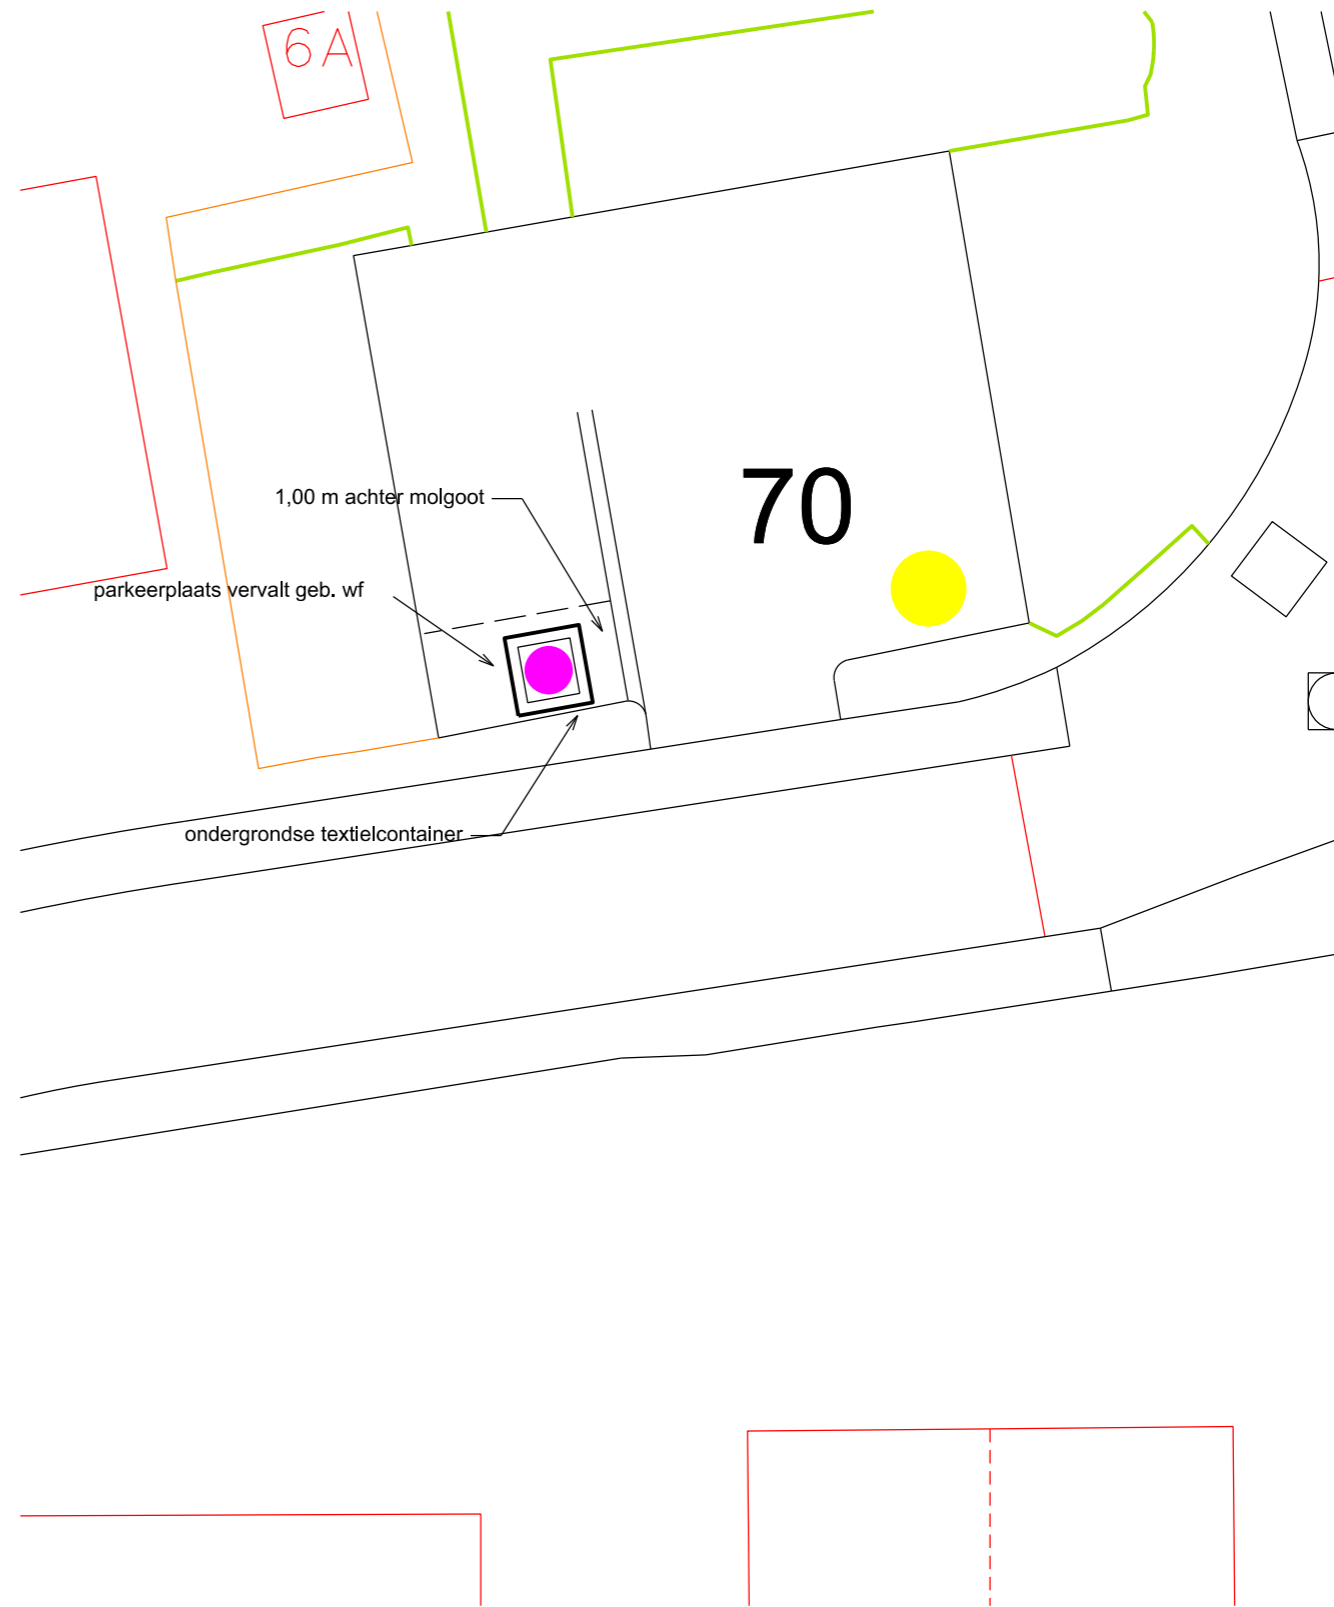 6A
70
1,00 m achter molgoot
parkeerplaats vervalt geb. wf
ondergrondse textielcontainer